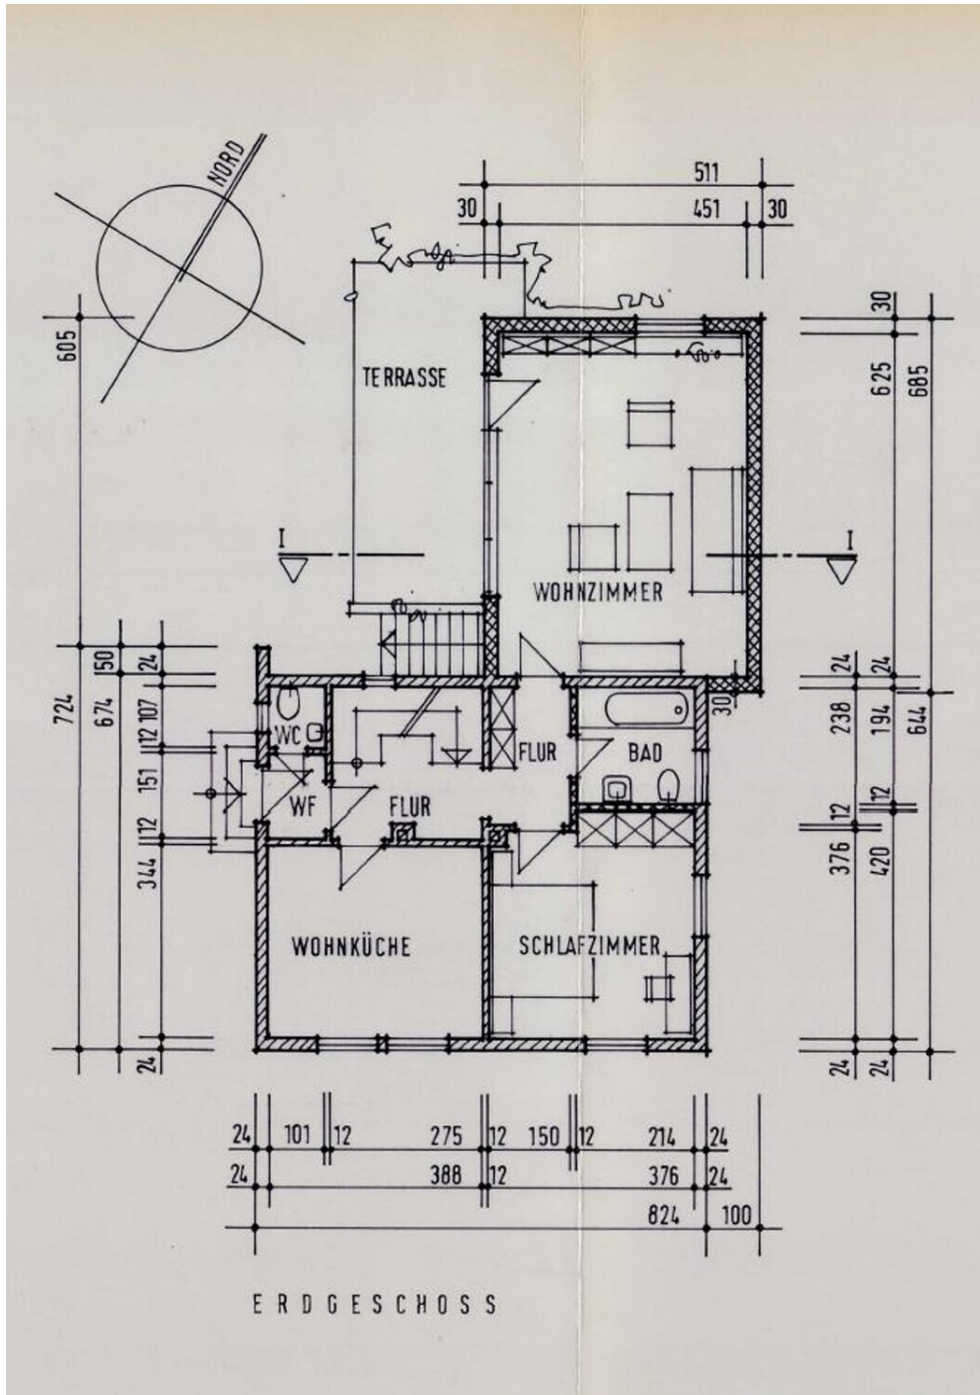 NORD
511
30 451 30
605
30
625
685
TERRASSE
I
I
WOHNZIMMER
724
674
50
24
107
12
151
12
344
24
24
238
12
376
24
24
194
12
420
24
644
30
WC
WF
FLUR
FLUR
BAD
WOHNKÜCHE
SCHLAFZIMMER
24 101 12 275 12 150 12 214 24
24 388 12 376 24
824 100
ERDGESCHOSS